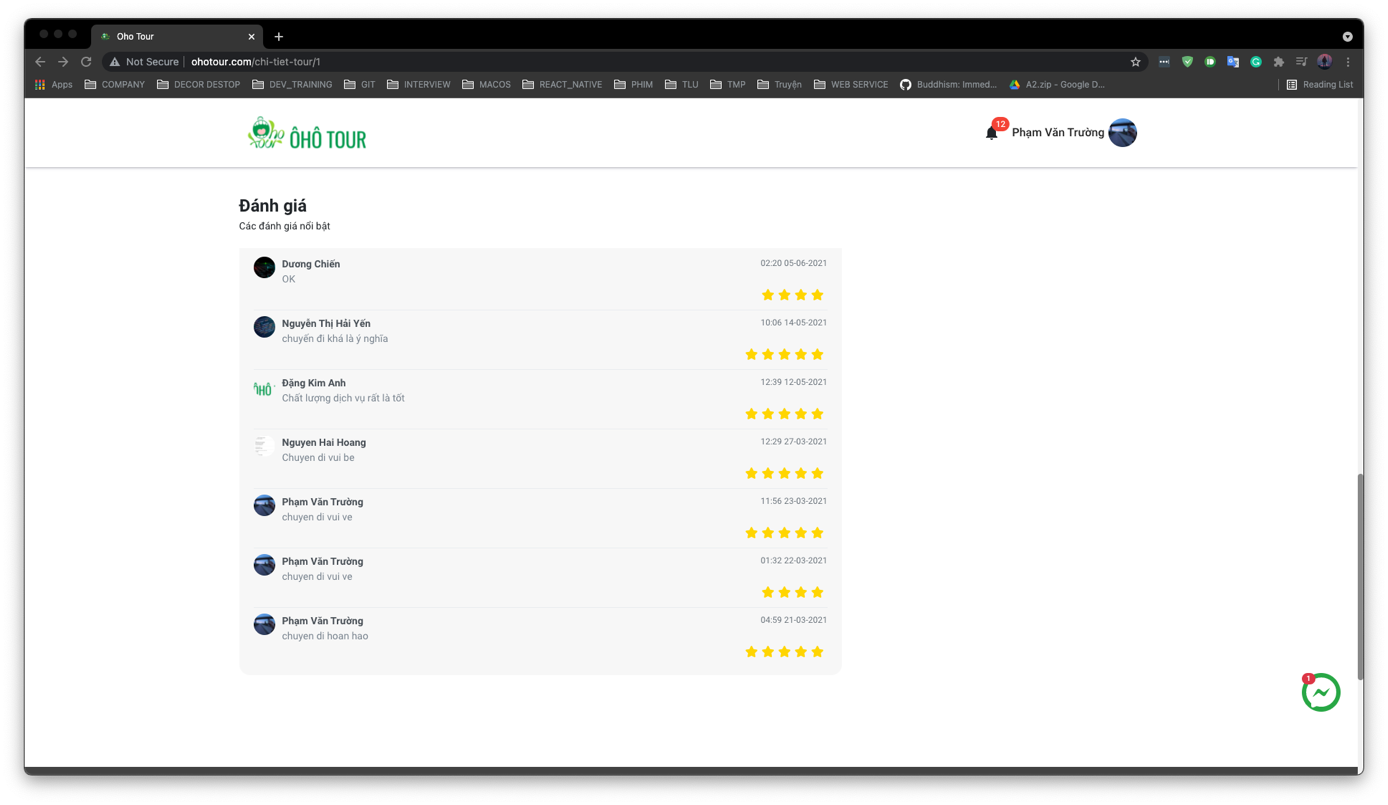 Oho Tour
Not Secure | ohotour.com/chi-tiet-tour/1
Apps COMPANY DECOR DESTOP DEV_TRAINING GIT INTERVIEW MACOS REACT_NATIVE PHIM TLU TMP Truyện WEB SERVICE Buddhism: Immed... A2.zip - Google D... Reading List
Oho TOUR ÔHÔ TOUR
12
Phạm Văn Trường
Đánh giá
Các đánh giá nổi bật
Dương Chiến 02:20 05-06-2021
OK
Nguyễn Thị Hải Yến 10:06 14-05-2021
chuyến đi khá là ý nghĩa
Đặng Kim Anh 12:39 12-05-2021
Chất lượng dịch vụ rất là tốt
Nguyen Hai Hoang 12:29 27-03-2021
Chuyen di vui be
Phạm Văn Trường 11:56 23-03-2021
chuyen di vui ve
Phạm Văn Trường 01:32 22-03-2021
chuyen di vui ve
Phạm Văn Trường 04:59 21-03-2021
chuyen di hoan hao
1